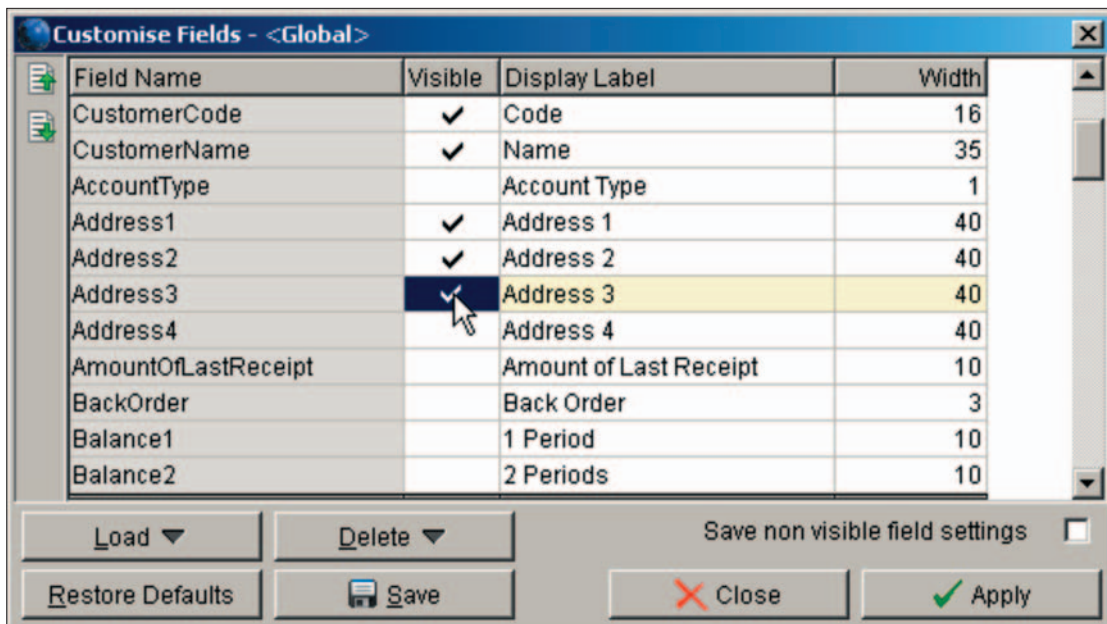 Customise Fields - <Global>
Field Name Visible Display Label Width
CustomerCode Code 16
CustomerName Name 35
AccountType Account Type 1
Address1 Address 1 40
Address2 Address 2 40
Address3 Address 3 40
Address4 Address 4 40
AmountOfLastReceipt Amount of Last Receipt 10
BackOrder Back Order 3
Balance1 1 Period 10
Balance2 2 Periods 10
Load Delete Save non visible field settings
Restore Defaults Save Close Apply